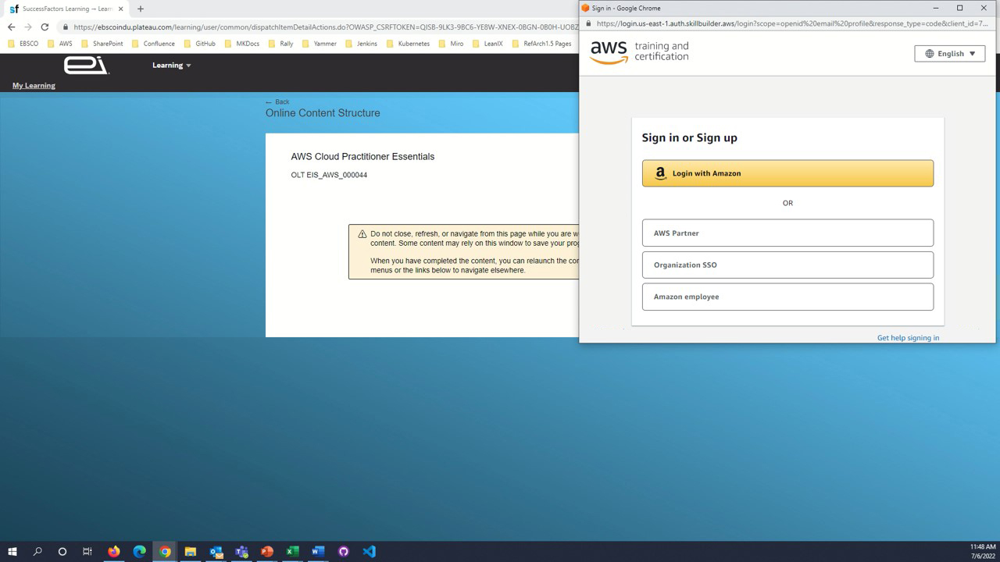 SuccessFactors Learning → Learn
https://ebscoindu.plateau.com/learning/user/common/dispatchItemDetailActions.do?OWASP_CSRFTOKEN=QISB-9LK3-9BC6-YE8W-XNEX-0BGN-0B0H-UOBZ
EBSCO AWS SharePoint Confluence GitHub MKDocs Rally Yammer Jenkins Kubernetes Miro LeanIX RefArch1.5 Pages
ei
Learning
My Learning
← Back
Online Content Structure
AWS Cloud Practitioner Essentials
OLT EIS_AWS_000044
Do not close, refresh, or navigate from this page while you are w
content. Some content may rely on this window to save your prog
When you have completed the content, you can relaunch the con
menus or the links below to navigate elsewhere.
Sign in - Google Chrome
https://login.us-east-1.auth.skillbuilder.aws/login?scope=openid%20email%20profile&response_type=code&client_id=7...
aws training and
certification
English
Sign in or Sign up
Login with Amazon
OR
AWS Partner
Organization SSO
Amazon employee
Get help signing in
11:48 AM
7/6/2022